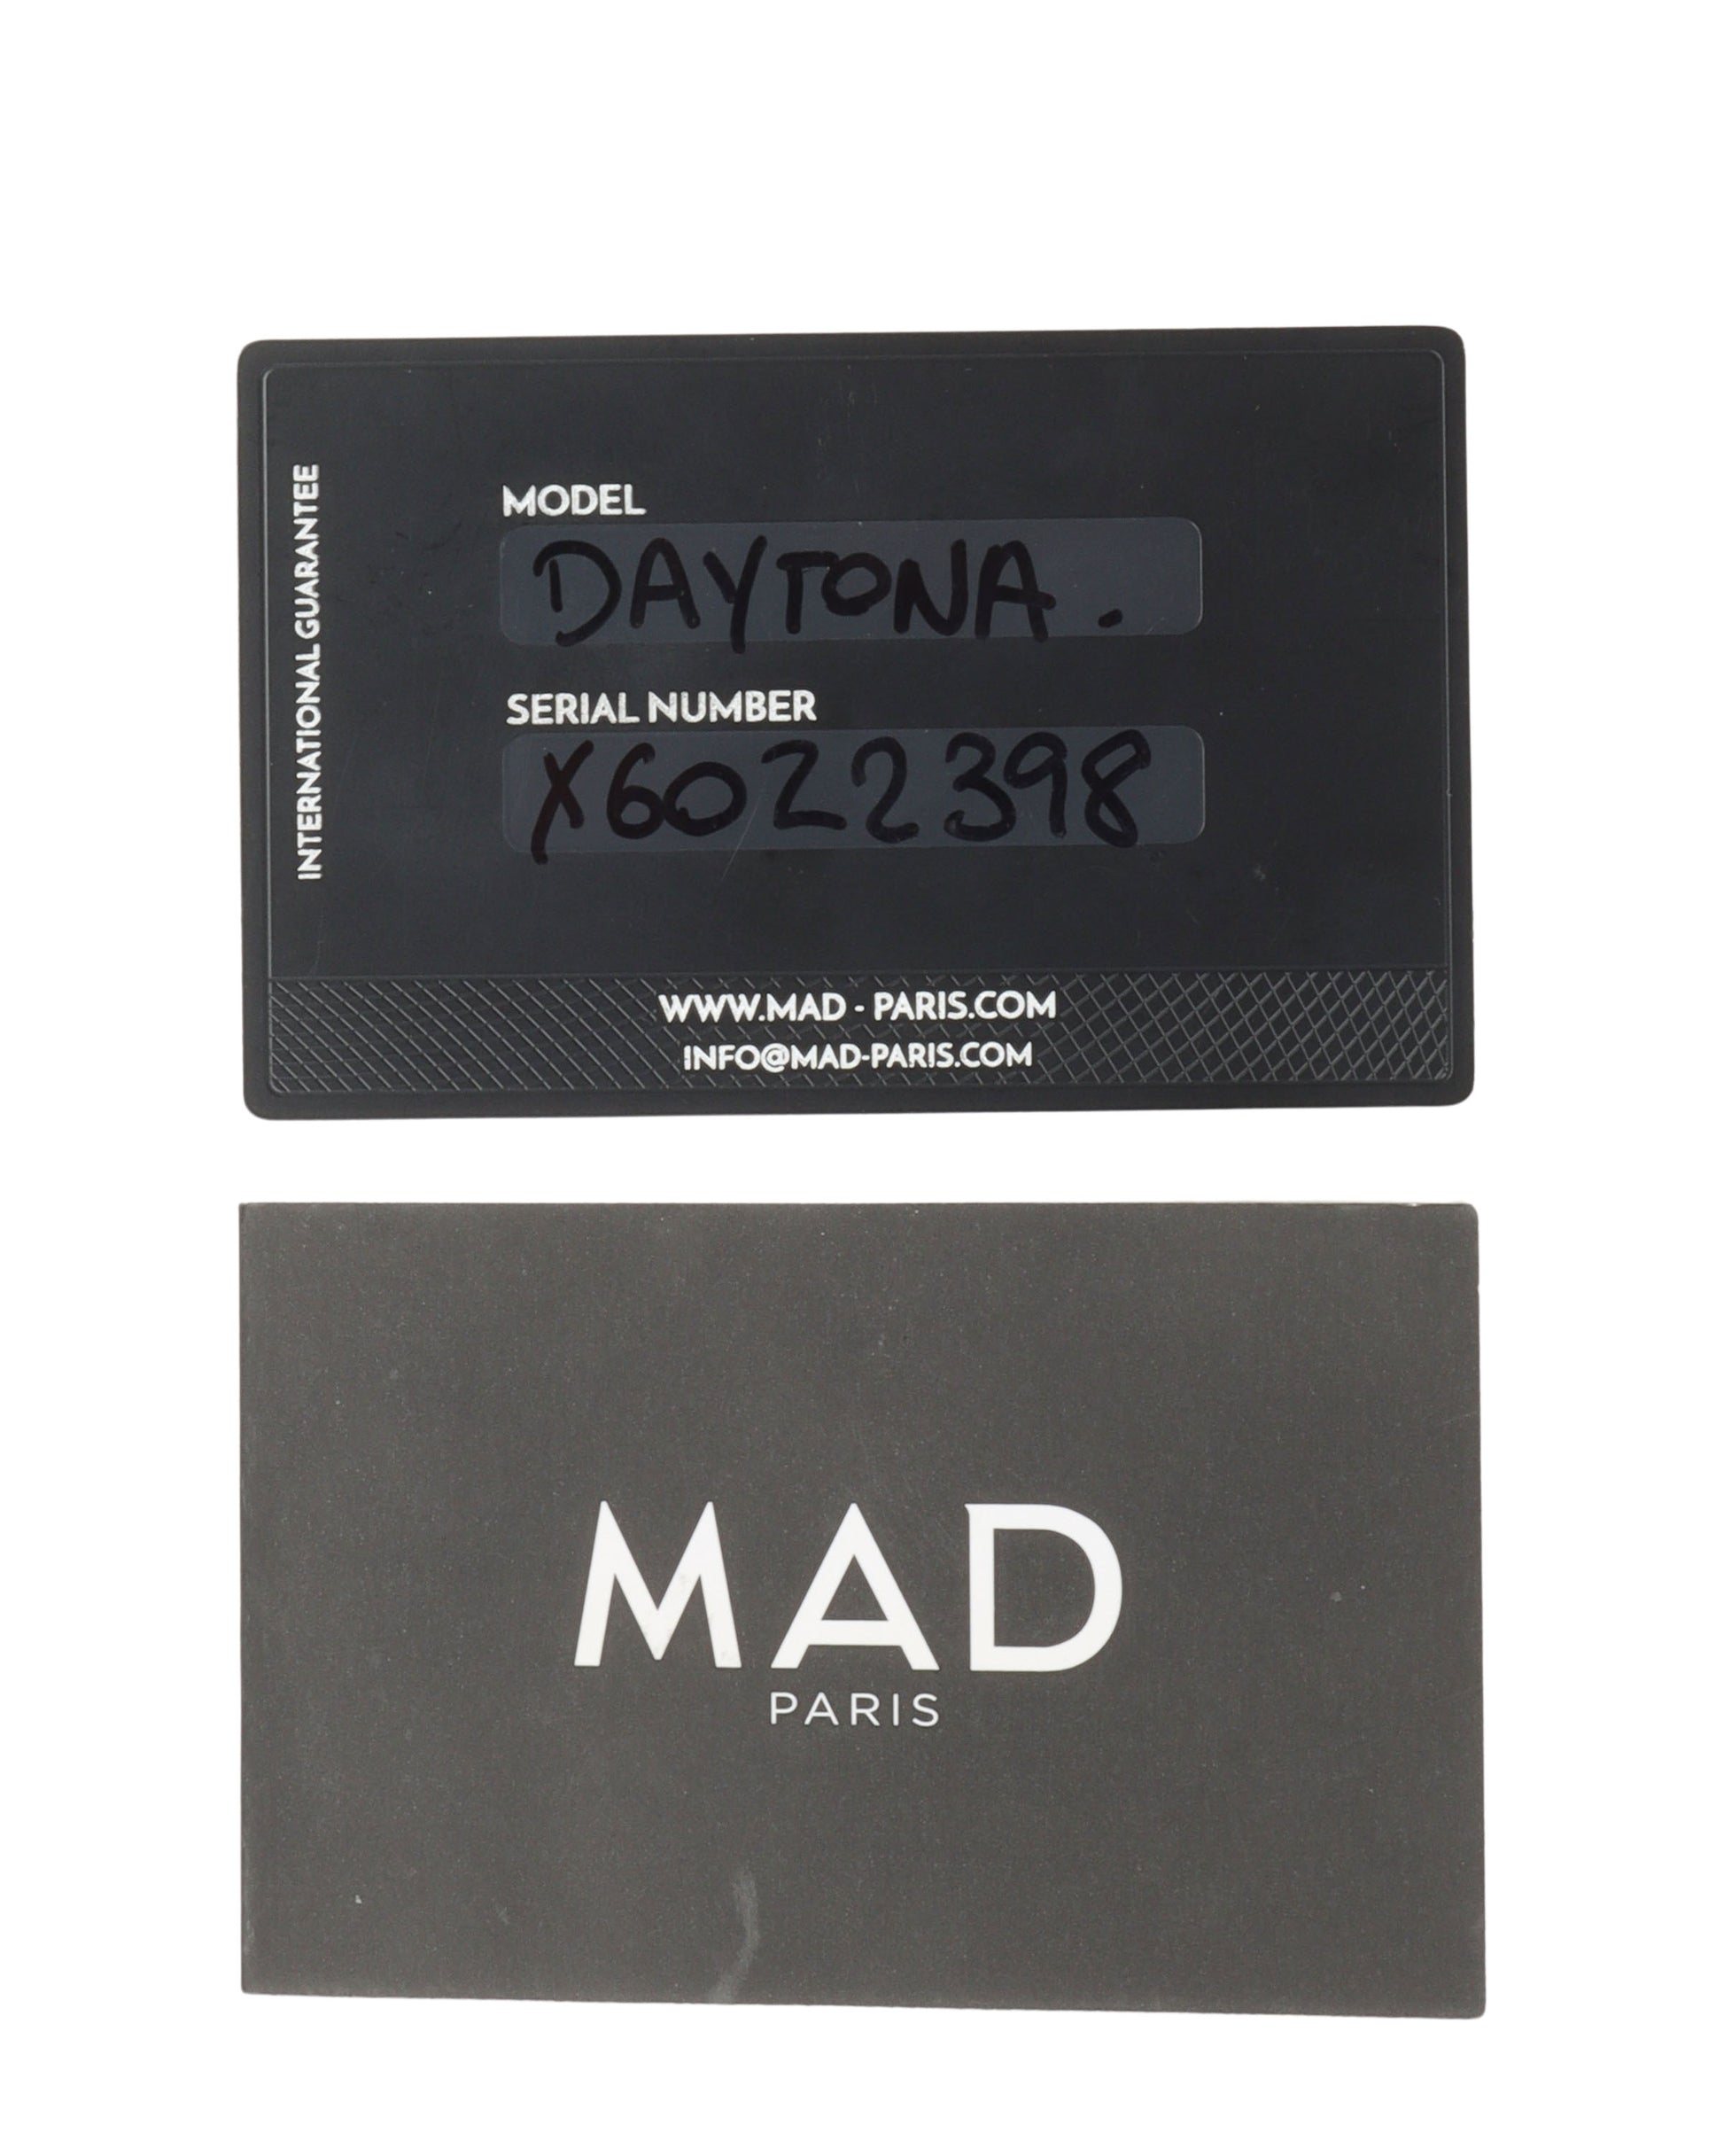 INTERNATIONAL GUARANTEE
MODEL
DAYTONA.
SERIAL NUMBER
X6022398
WWW.MAD - PARIS.COM
INFO@MAD-PARIS.COM
MAD
PARIS